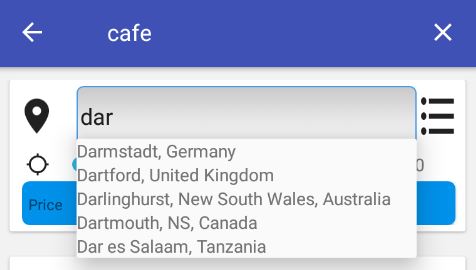 cafe
dar
Darmstadt, Germany
Dartford, United Kingdom
0
Darlinghurst, New South Wales, Australia
Price
Dartmouth, NS, Canada
Dar es Salaam, Tanzania